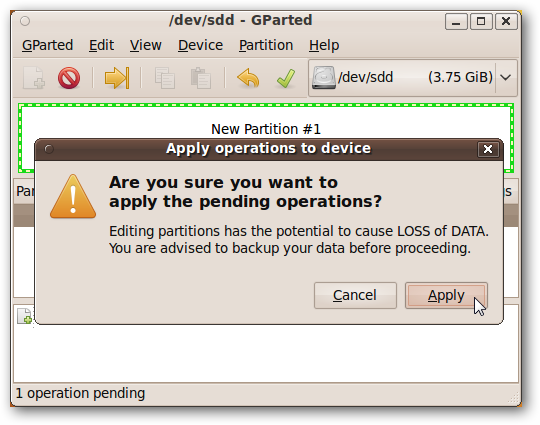 /dev/sdd - GParted
GParted Edit View Device Partition Help
/dev/sdd (3.75 GiB)
New Partition #1
Apply operations to device
Are you sure you want to
apply the pending operations?
Editing partitions has the potential to cause LOSS of DATA.
You are advised to backup your data before proceeding.
Cancel Apply
1 operation pending